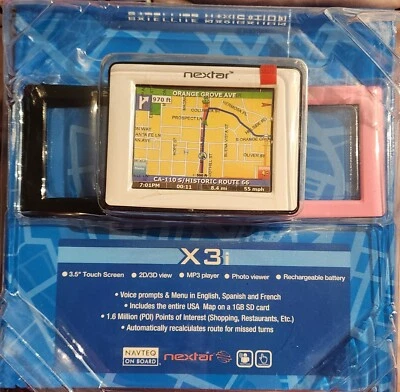 SATELLITE NAVIGATION
nextar
ORANGE GROVE AVE
970 ft
PROSPECT
CA-110 S/HISTORIC ROUTE 66
7:01PM 00:11 8.4 mi 55 mph
X3i
• 3.5" Touch Screen • 2D/3D view • MP3 player • Photo viewer • Rechargeable battery
• Voice prompts & Menu in English, Spanish and French
• Includes the entire USA Map on a 1GB SD card
• 1.6 Million (POI) Points of Interest (Shopping, Restaurants, Etc.)
• Automatically recalculates route for missed turns
NAVTEQ
ON BOARD
nextar